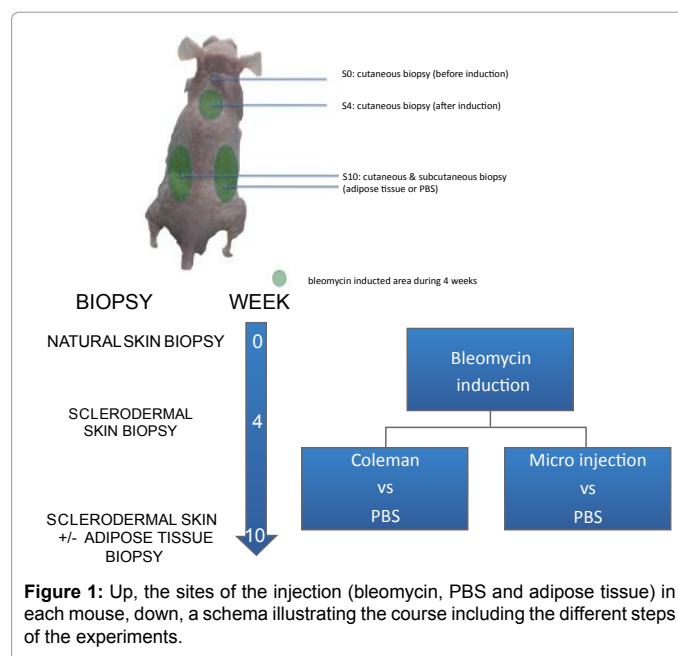 S0: cutaneous biopsy (before induction)
S4: cutaneous biopsy (after induction)
S10: cutaneous & subcutaneous biopsy
(adipose tissue or PBS)
bleomycin inducted area during 4 weeks
BIOPSY WEEK
NATURAL SKIN BIOPSY 0
SCLERODERMAL
SKIN BIOPSY
4
SCLERODERMAL SKIN
+/- ADIPOSE TISSUE
BIOPSY
10
Bleomycin
induction
Coleman
vs
PBS
Micro injection
vs
PBS
Figure 1: Up, the sites of the injection (bleomycin, PBS and adipose tissue) in
each mouse, down, a schema illustrating the course including the different steps
of the experiments.